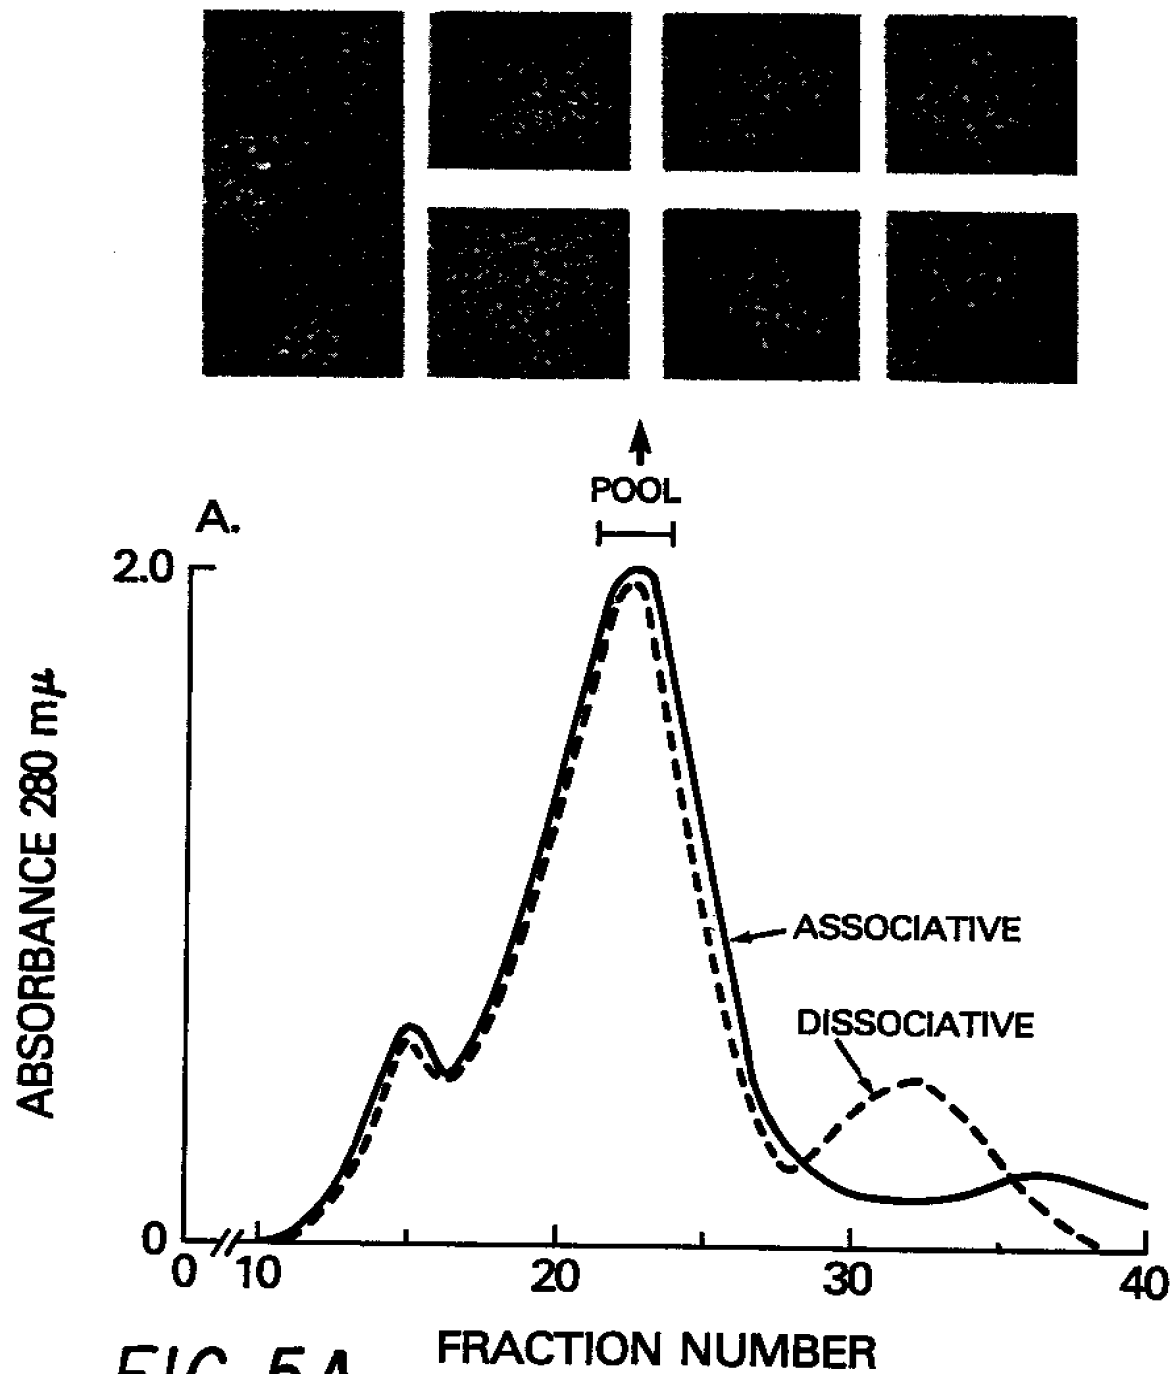 POOL
A.
2.0
ABSORBANCE 280 mμ
ASSOCIATIVE
DISSOCIATIVE
0
0 10 20 30 40
FRACTION NUMBER
FIG. 5A